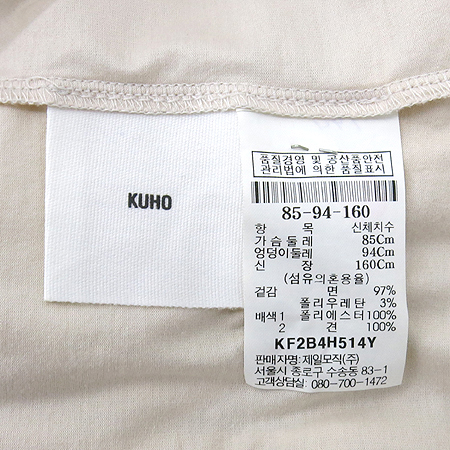 KUHO
품질경영 및 공산품안전
관리법에 의한 품질표시
85-94-160
항 목 신체치수
가슴둘레 85Cm
엉덩이둘레 94Cm
신 장 160Cm
(섬유의혼용율)
겉감 면 97%
폴리우레탄 3%
배색1 폴리에스터100%
2 견 100%
KF2B4H514Y
판매자명:제일모직(주)
서울시 종로구 수송동 83-1
고객상담실: 080-700-1472